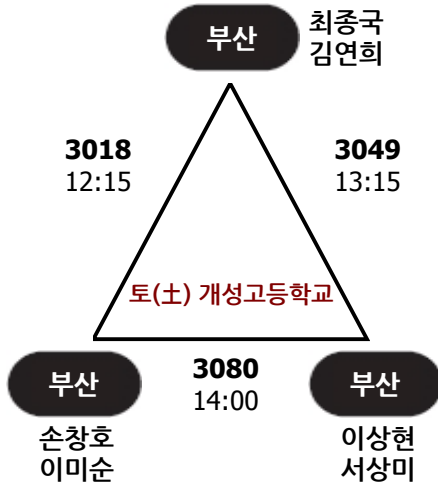 부산
최종국
김연희
3018
12:15
3049
13:15
토(土) 개성고등학교
부산
3080
14:00
부산
손창호
이미순
이상현
서상미